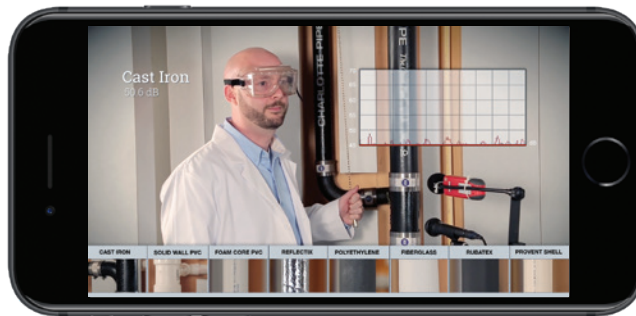 Cast Iron
50.6 dB
CHARLOTTE PIPE
PE
CAST IRON
SOLID WALL PVC
FOAM CORE PVC
REFLECTIX
POLYETHYLENE
FIBERGLASS
RUBATEX
PROVENT SHELL